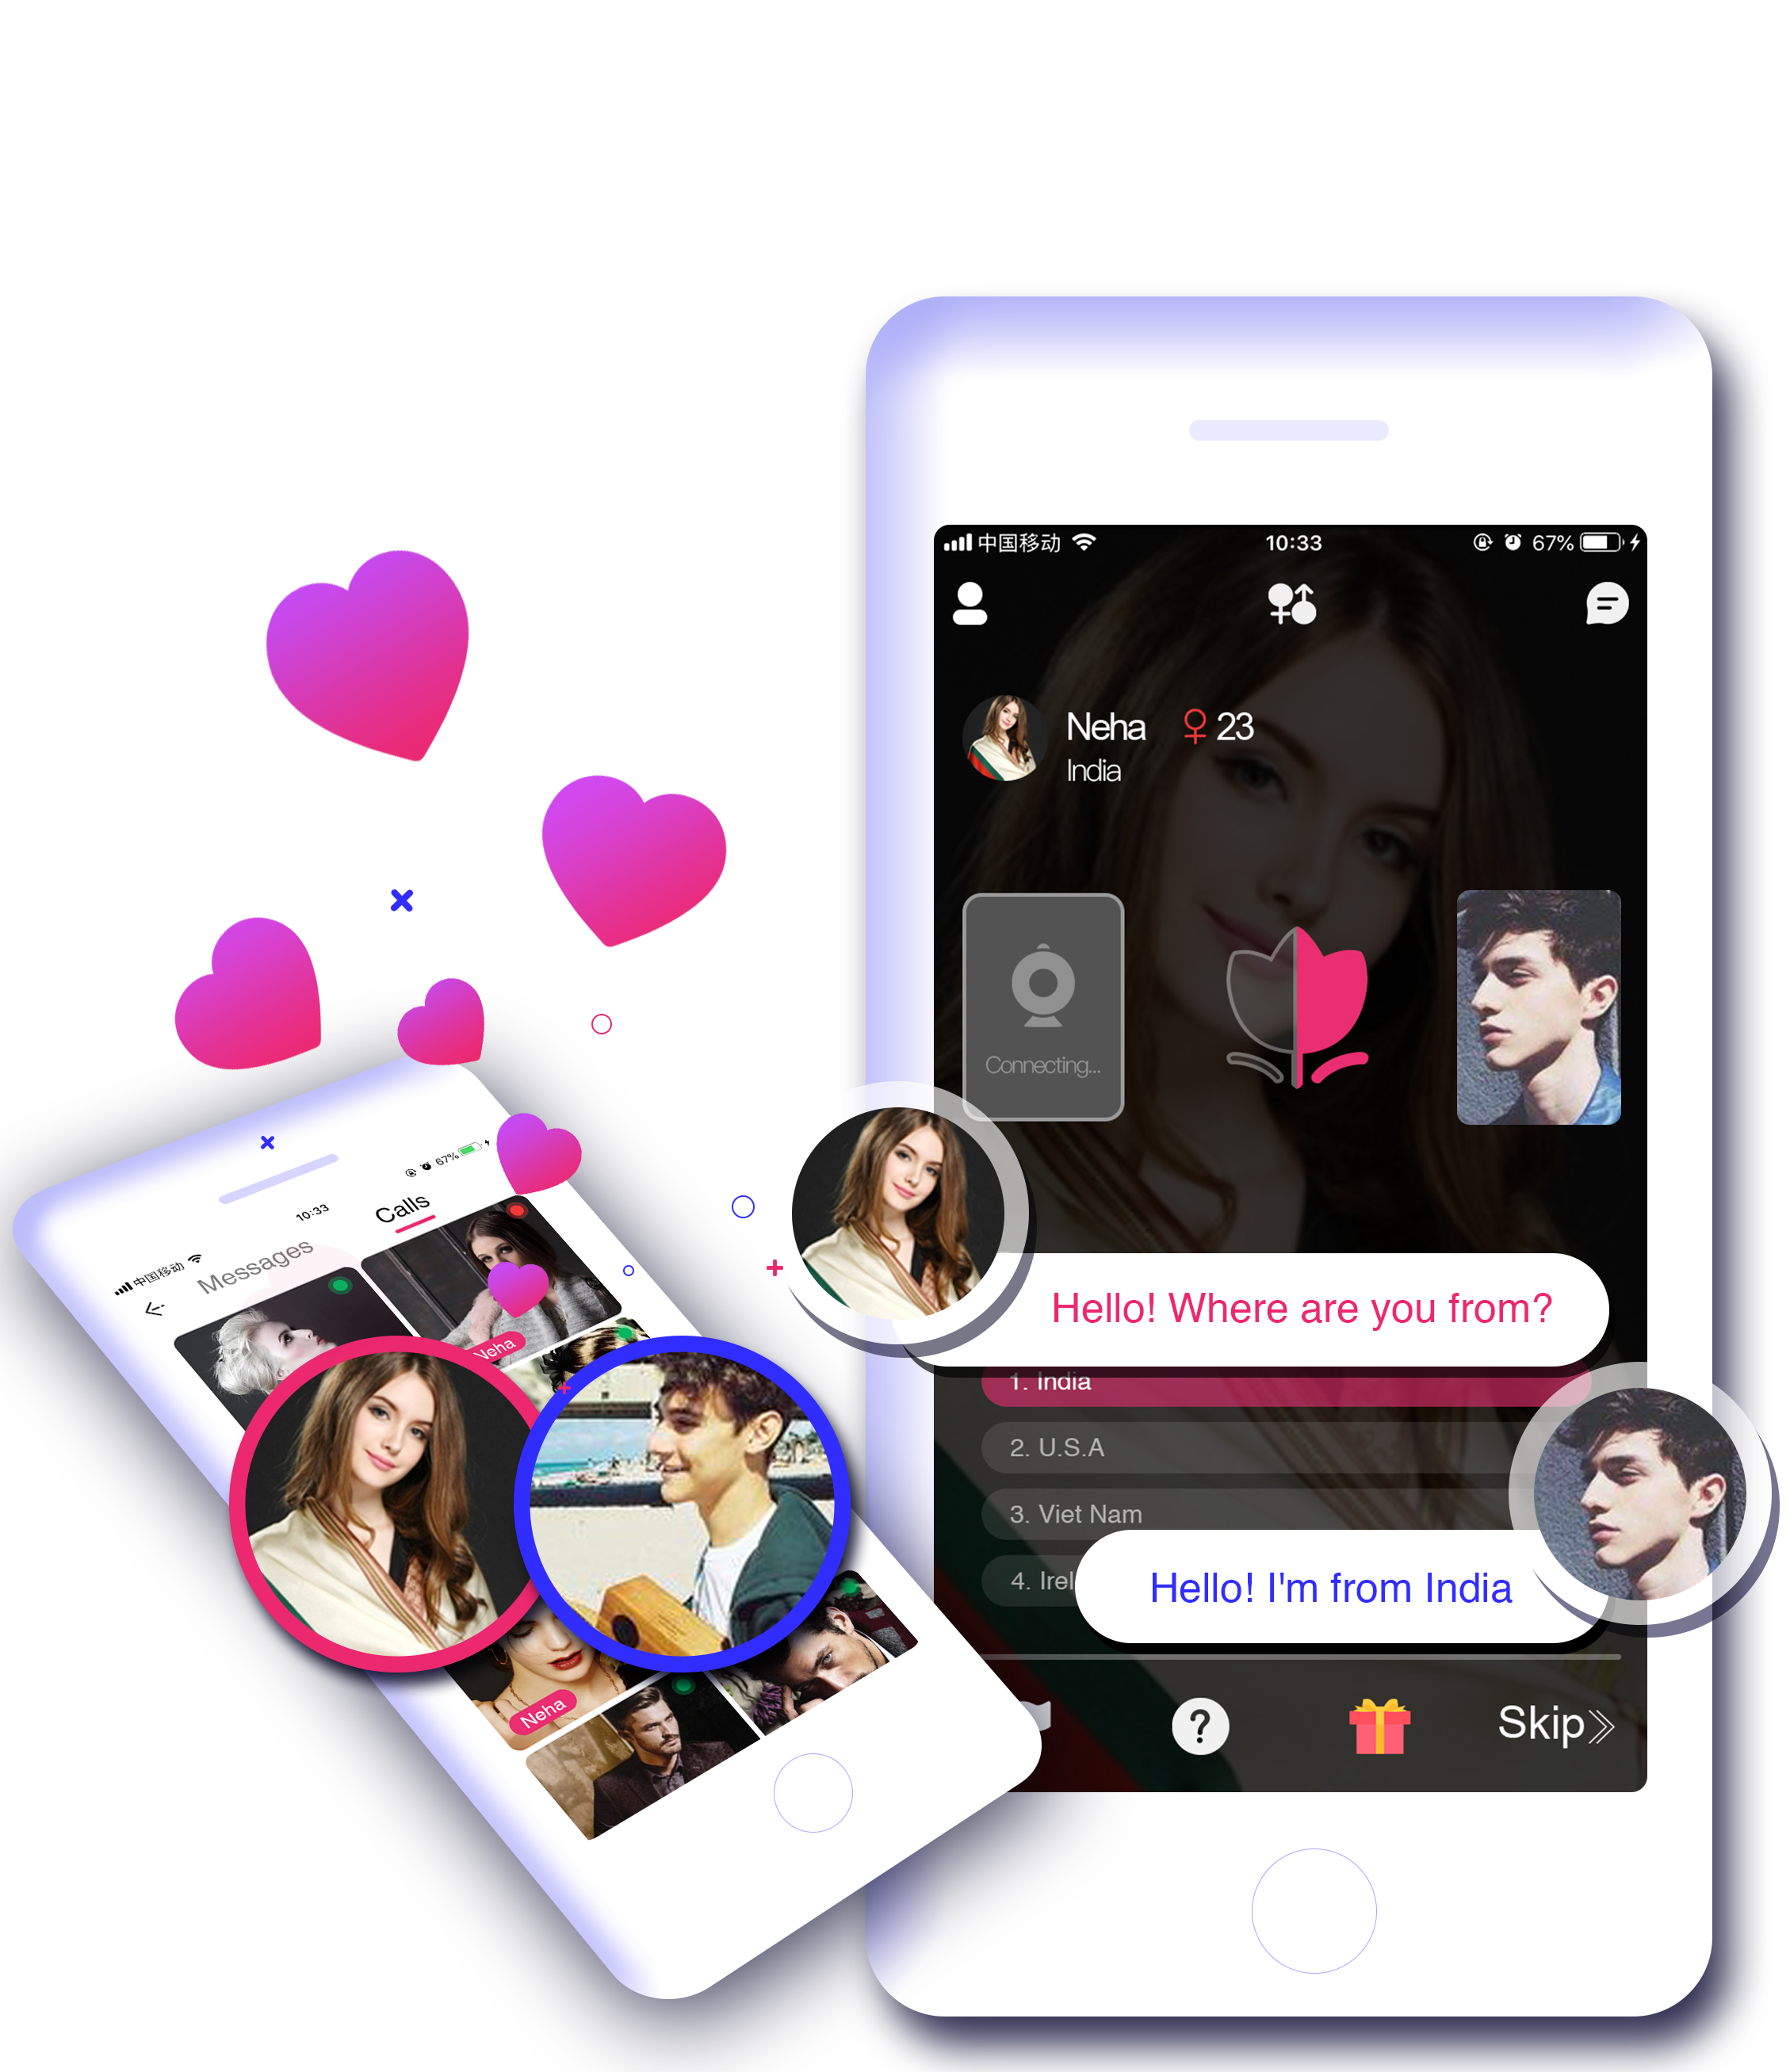 中国移动 10:33 67%
Neha 23
India
Connecting...
Hello! Where are you from?
1. India
2. U.S.A
3. Viet Nam
4. Irel
Hello! I'm from India
Skip
中国移动 10:33 67%
Messages Calls
Neha
Neha